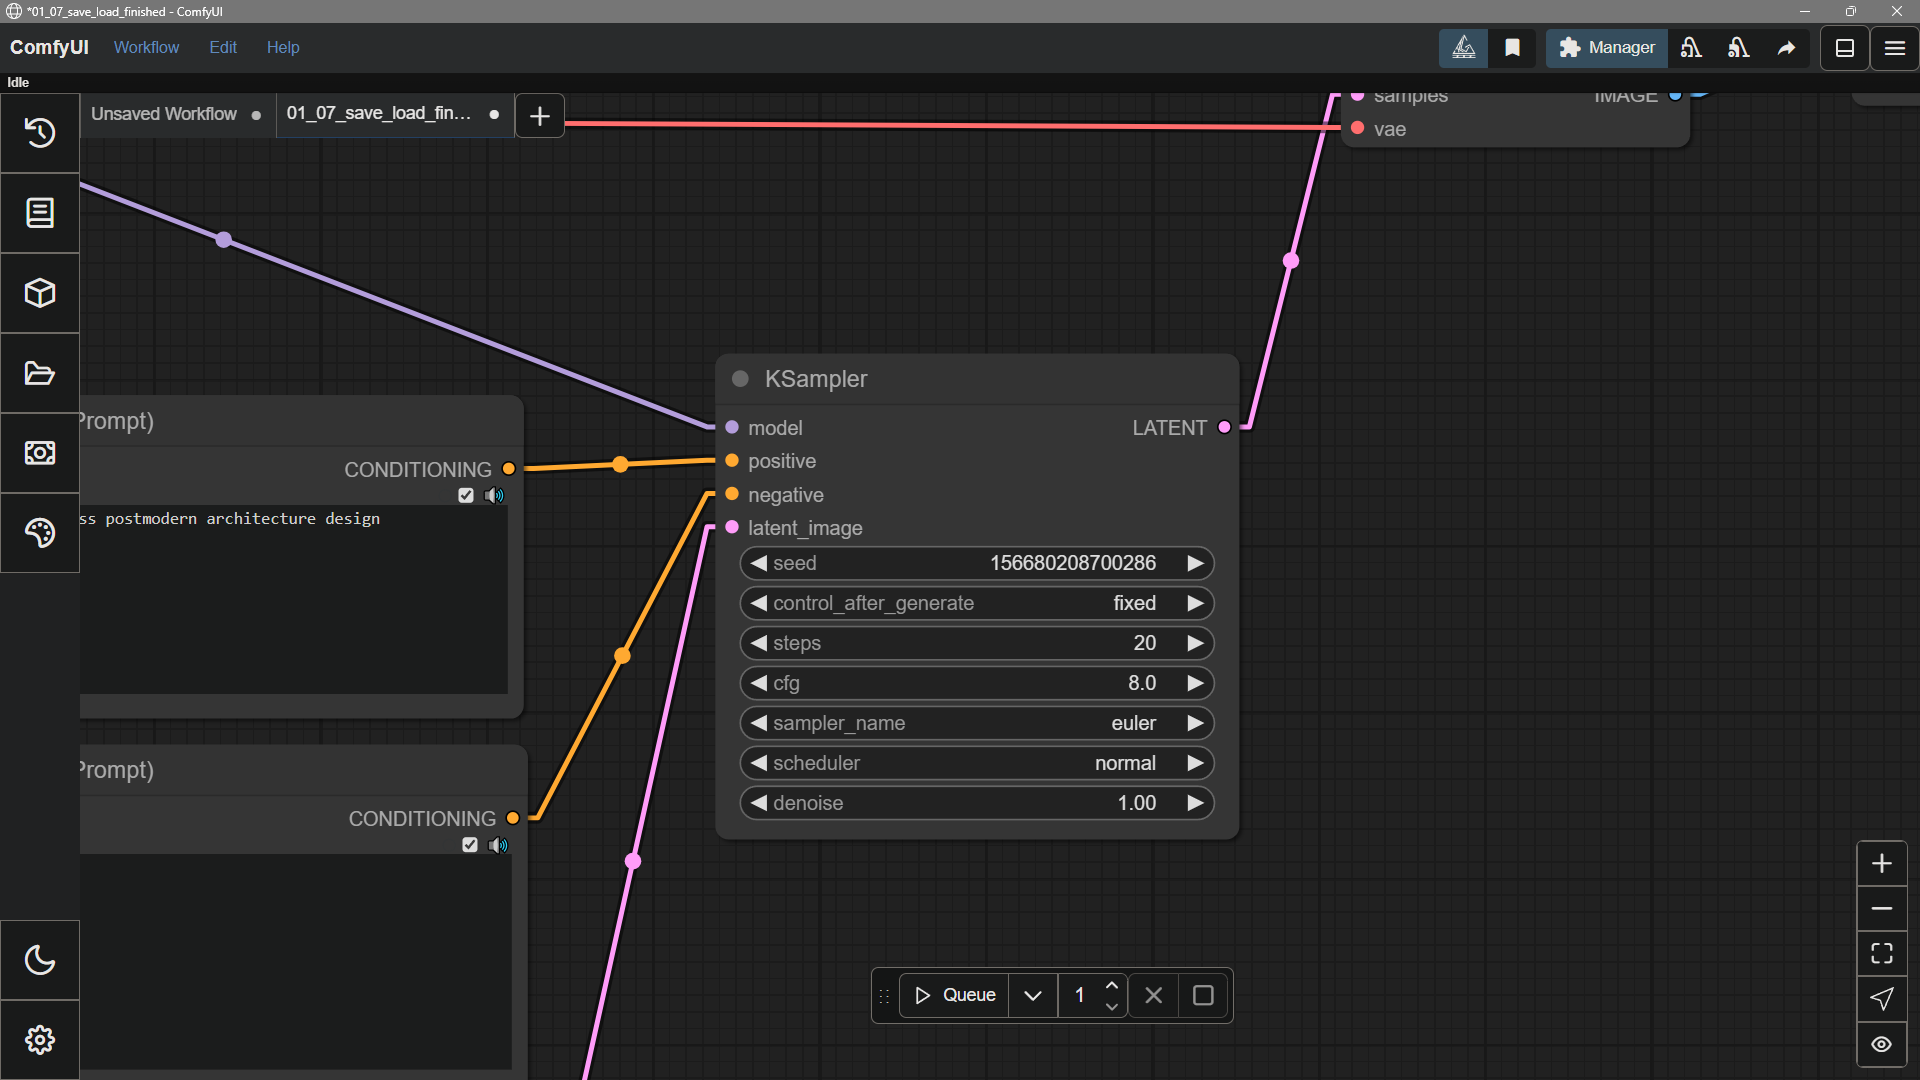 *01_07_save_load_finished - ComfyUI
ComfyUI Workflow Edit Help
Manager
Idle
Unsaved Workflow
01_07_save_load_fin...
samples IMAGE
vae
KSampler
model LATENT
positive
negative
latent_image
seed 156680208700286
control_after_generate fixed
steps 20
cfg 8.0
sampler_name euler
scheduler normal
denoise 1.00
Prompt)
CONDITIONING
ss postmodern architecture design
Prompt)
CONDITIONING
Queue 1